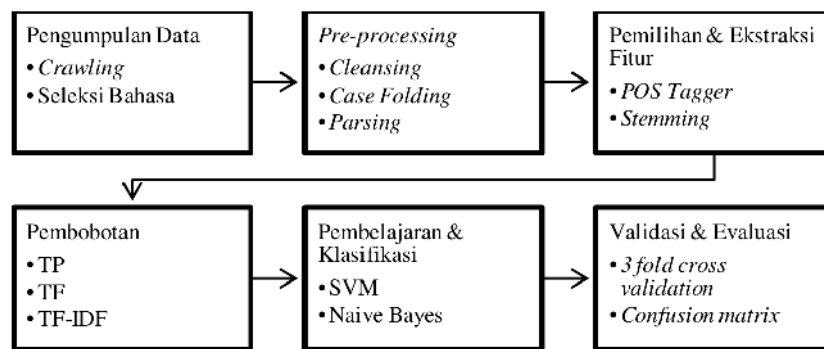 Pengumpulan Data
• Crawling
• Seleksi Bahasa
Pre-processing
• Cleansing
• Case Folding
• Parsing
Pemilihan & Ekstraksi
Fitur
• POS Tagger
• Stemming
Pembobotan
• TP
• TF
• TF-IDF
Pembelajaran &
Klasifikasi
• SVM
• Naive Bayes
Validasi & Evaluasi
• 3 fold cross
validation
• Confusion matrix